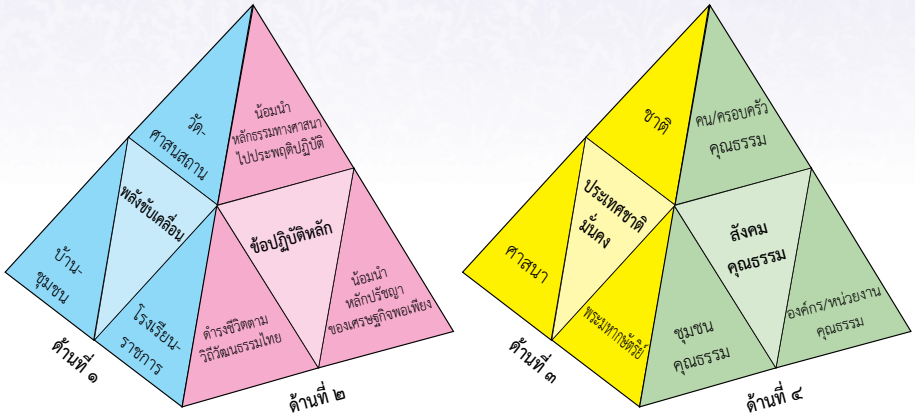 วัด-
ศาสนสถาน
พลังขับเคลื่อน
บ้าน-
ชุมชน
โรงเรียน-
ราชการ
ด้านที่ ๑
น้อมนำ
หลักธรรมทางศาสนา
ไปประพฤติปฏิบัติ
ข้อปฏิบัติหลัก
ดำรงชีวิตตาม
วิถีวัฒนธรรมไทย
น้อมนำ
หลักปรัชญา
ของเศรษฐกิจพอเพียง
ด้านที่ ๒
ชาติ
ประเทศชาติ
มั่นคง
ศาสนา
พระมหากษัตริย์
ด้านที่ ๓
คน/ครอบครัว
คุณธรรม
สังคม
คุณธรรม
ชุมชน
คุณธรรม
องค์กร/หน่วยงาน
คุณธรรม
ด้านที่ ๔